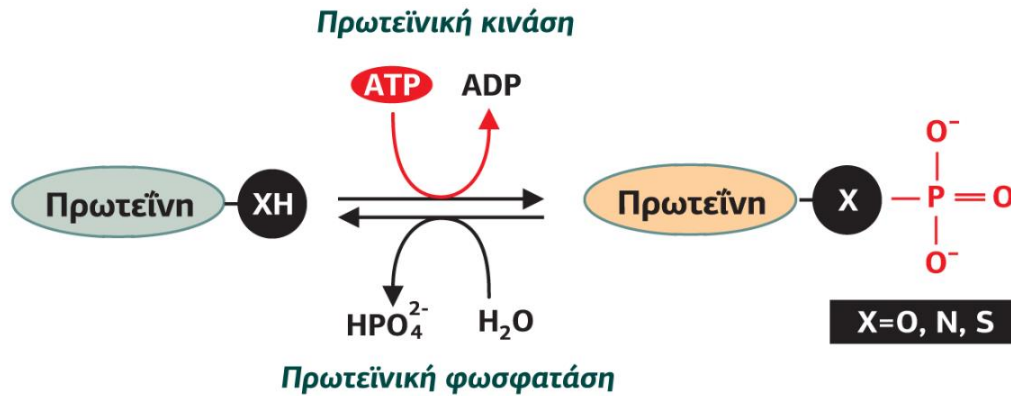 Πρωτεϊνική κινάση
ATP ADP
O⁻
Πρωτεΐνη XH Πρωτεΐνη X P O
O⁻
HPO₄²⁻ H₂O
X=O, N, S
Πρωτεϊνική φωσφατάση